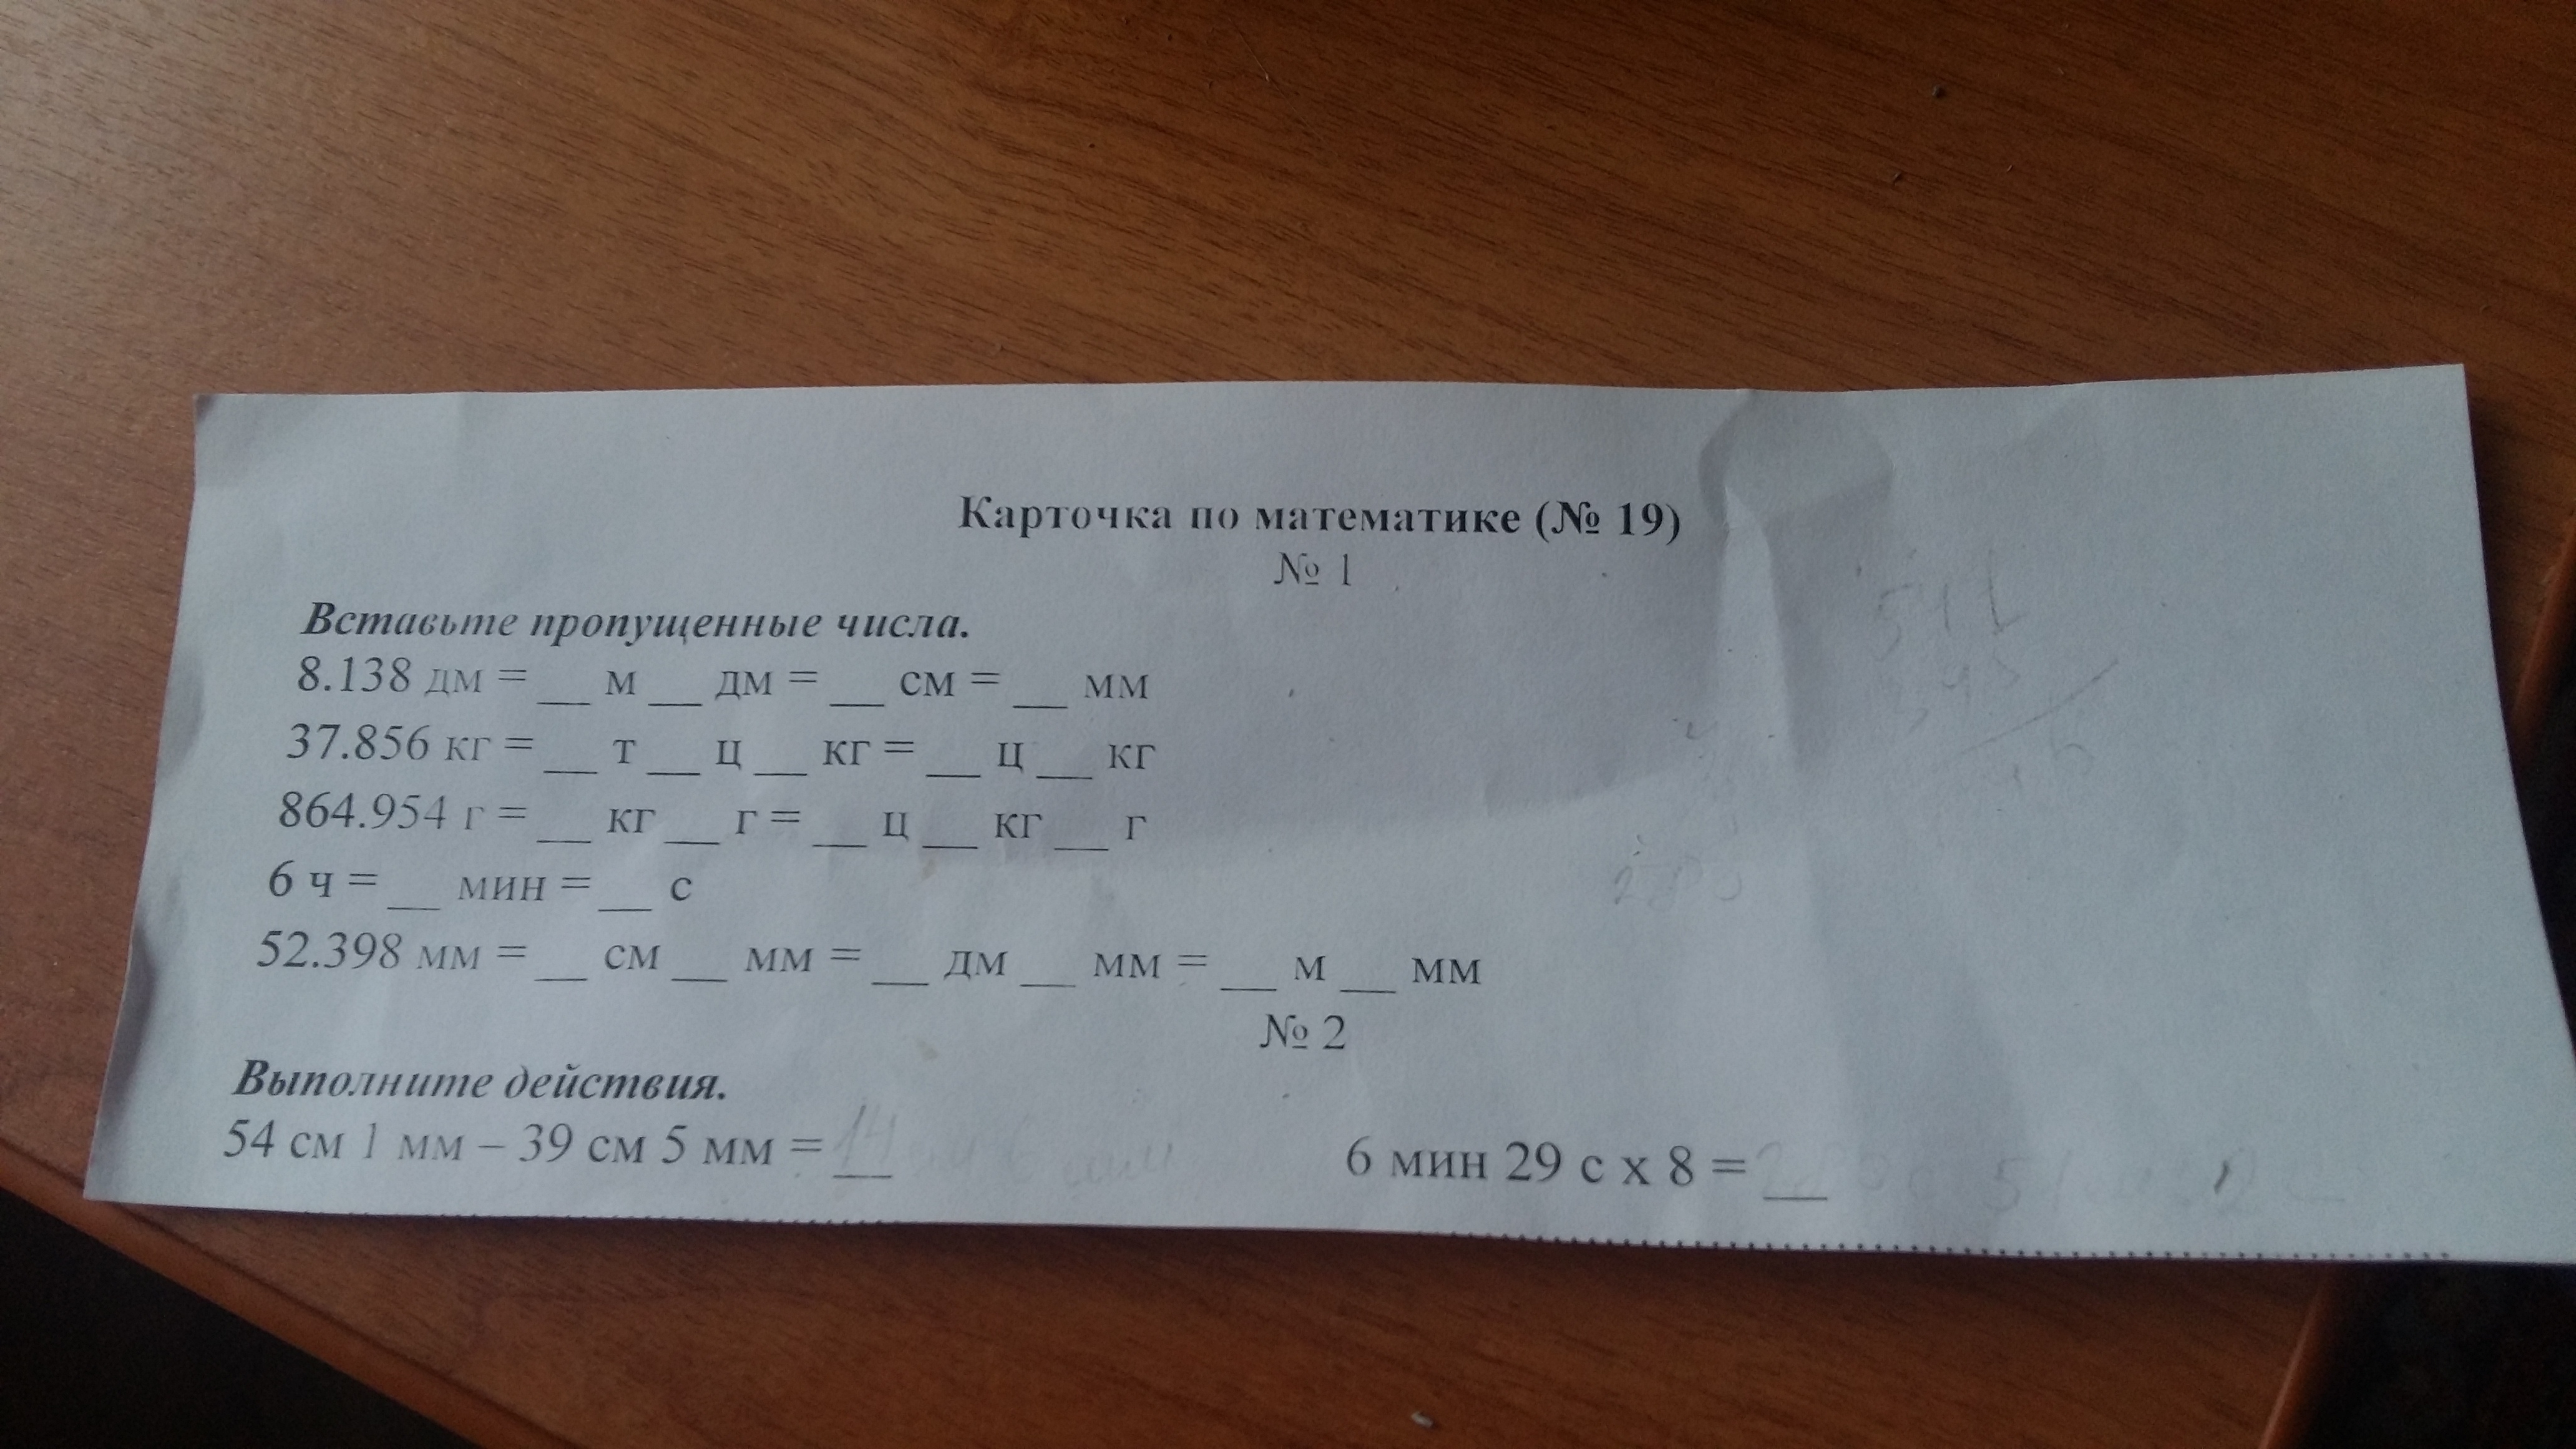 Карточка по математике (№ 19)
№ 1
Вставьте пропущенные числа.
8.138 дм = __ м __ дм = __ см = __ мм
37.856 кг = __ т __ ц __ кг = __ ц __ кг
864.954 г = __ кг __ г = __ ц __ кг __ г
6 ч = __ мин = __ с
52.398 мм = __ см __ мм = __ дм __ мм = __ м __ мм
№ 2
Выполните действия.
54 см 1 мм – 39 см 5 мм = 14 6 6 мин 29 с х 8 = __